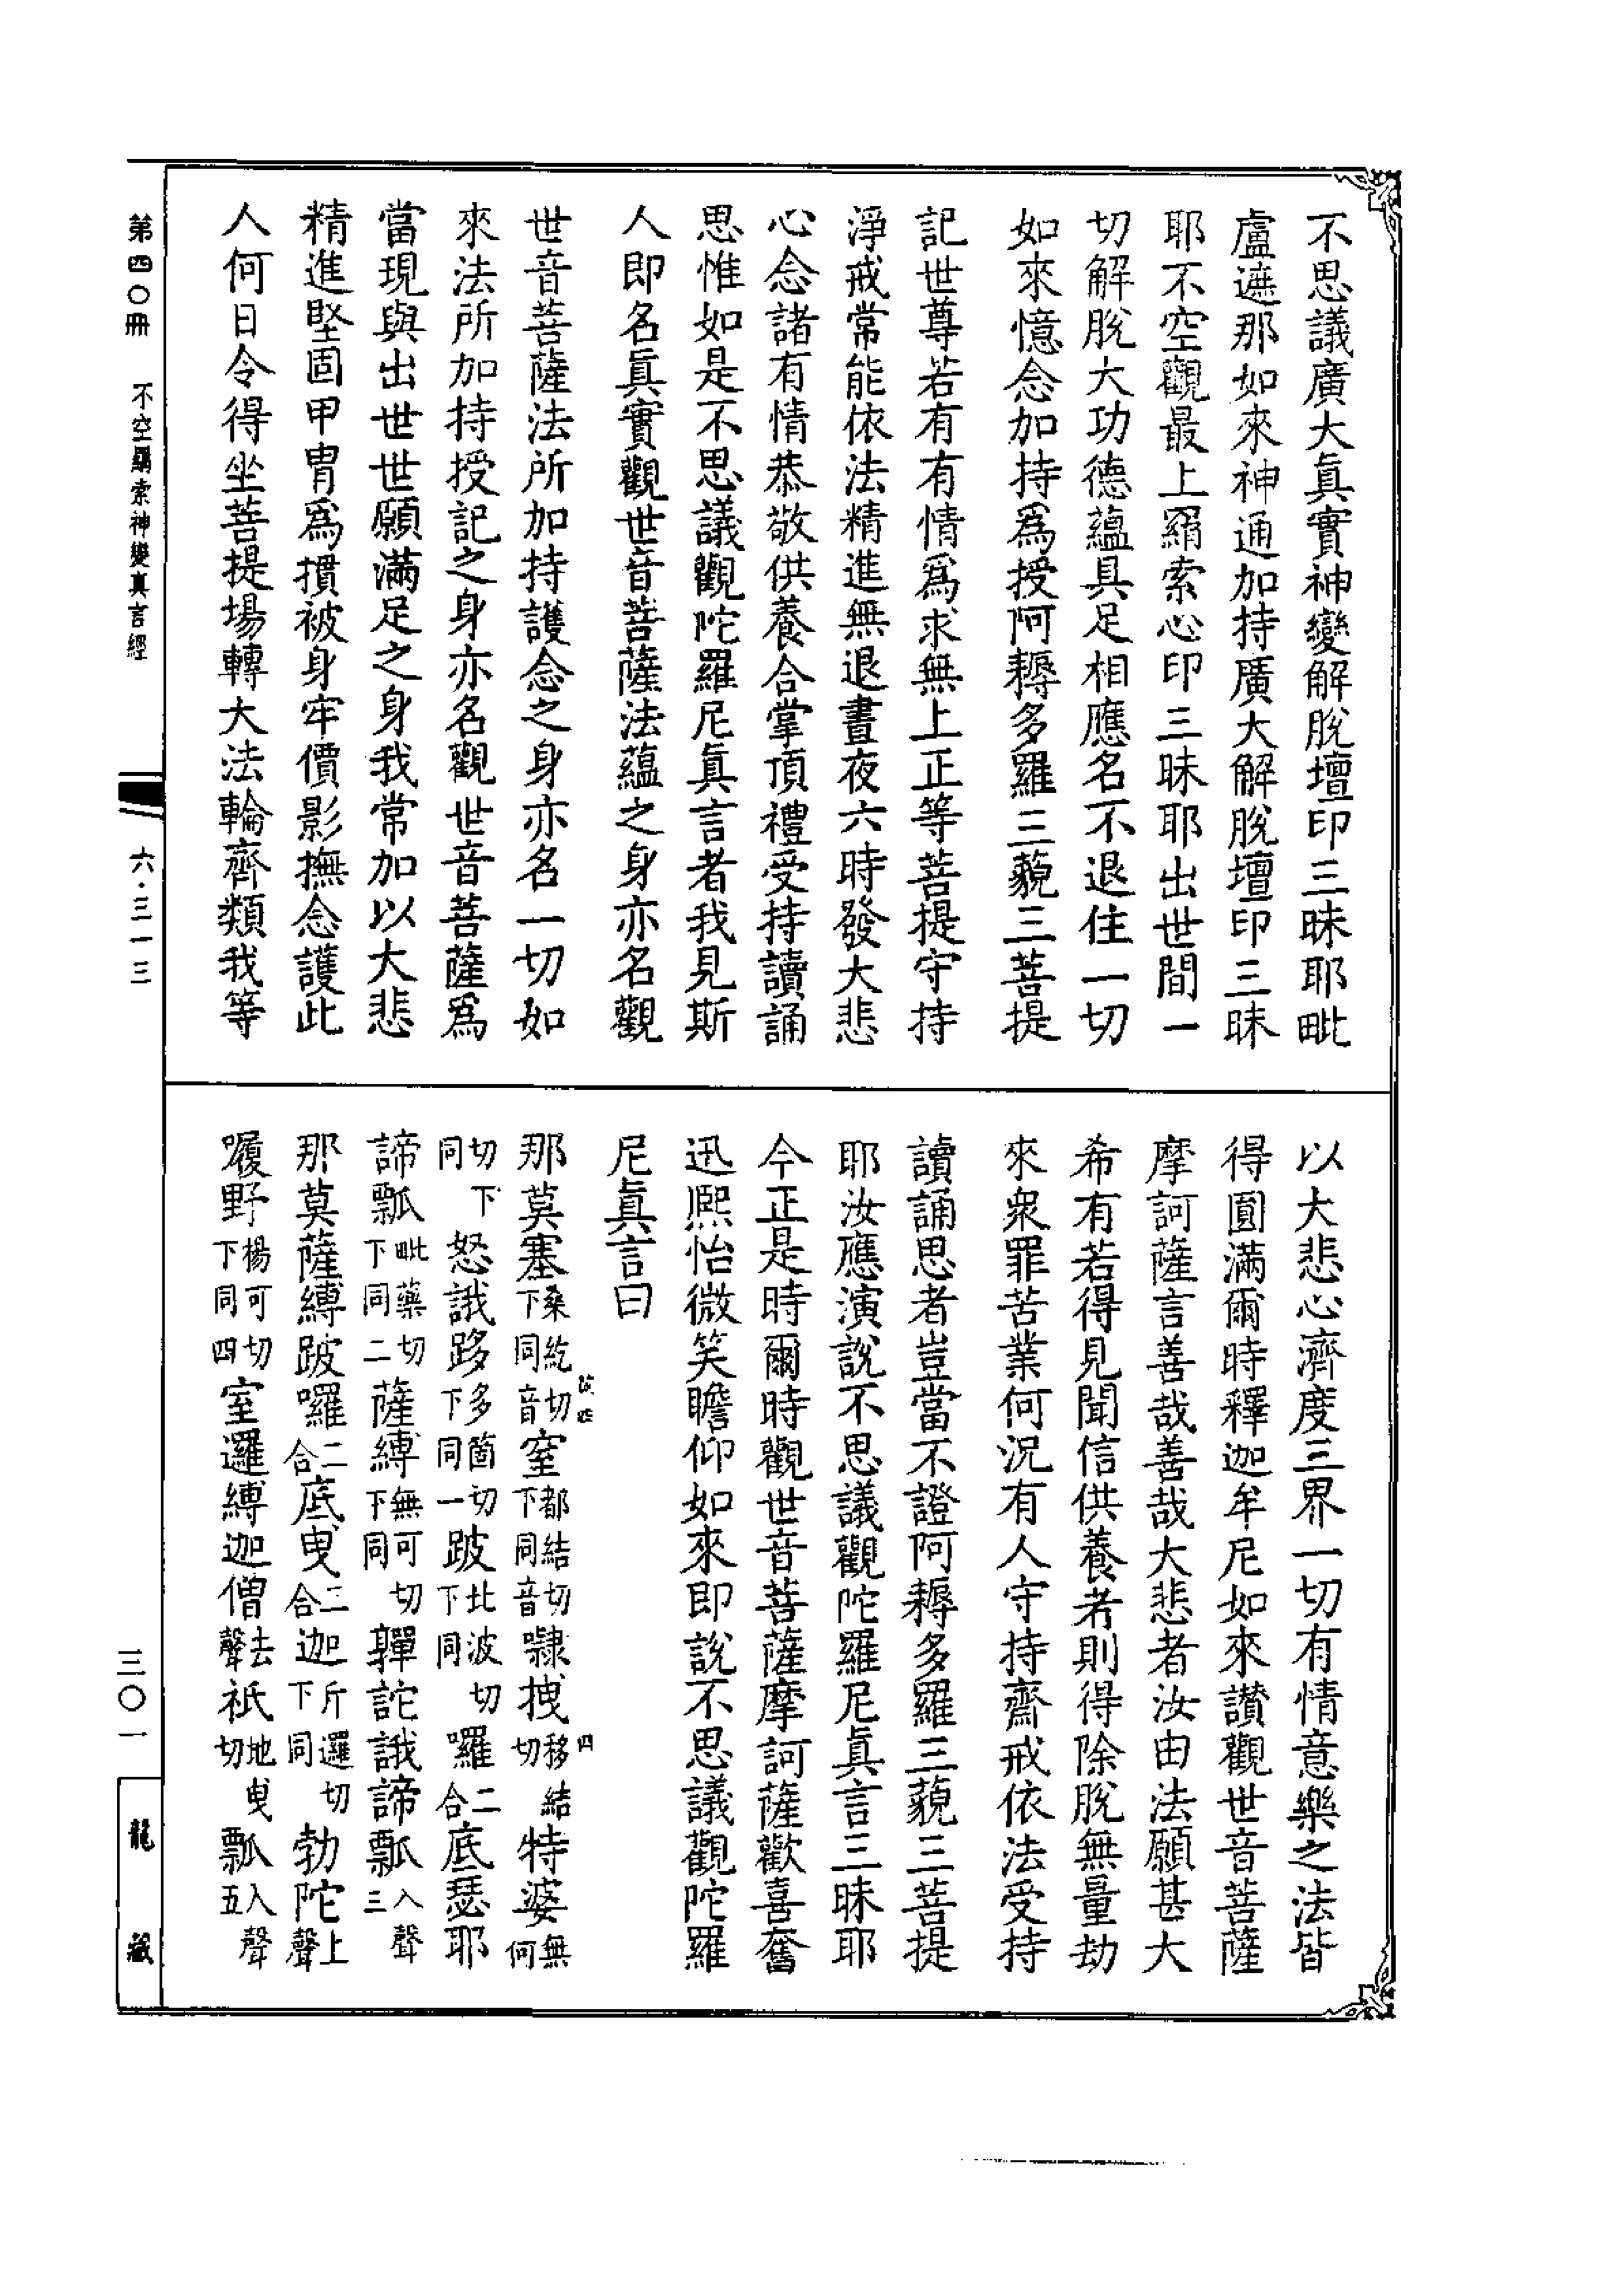 不思議廣大眞實神變解脫壇印三昧耶毗
盧遮那如來神通加持廣大解脫壇印三昧
耶不空觀最上羂索心印三昧耶出世間一
切解脫大功德蘊具足相應名不退住一切
如來憶念加持爲授阿耨多羅三藐三菩提
記世尊若有有情爲求無上正等菩提守持
淨戒常能依法精進無退晝夜六時發大悲
心念諸有情恭敬供養合掌頂禮受持讀誦
思惟如是不思議觀陀羅尼眞言者我見斯
人即名眞實觀世音菩薩法蘊之身亦名觀
世音菩薩法所加持護念之身亦名一切如
來法所加持授記之身亦名觀世音菩薩爲
當現與出世世願滿足之身我常加以大悲
精進堅固甲冑爲擐被身牢價影撫念護此
人何日令得坐菩提場轉大法輪齊類我等
以大悲心濟度三界一切有情意樂之法皆
得圓滿爾時釋迦牟尼如來讚觀世音菩薩
摩訶薩言善哉善哉大悲者汝由法願甚大
希有若得見聞信供養者則得除脫無量劫
來衆罪苦業何況有人守持齋戒依法受持
讀誦思者豈當不證阿耨多羅三藐三菩提
耶汝應演說不思議觀陀羅尼眞言三昧耶
今正是時爾時觀世音菩薩摩訶薩歡喜奮
迅熙怡微笑瞻仰如來即說不思議觀陀羅
尼眞言曰
那莫塞桑紇切下同音窒都結切下同音㘑拽移結切特婆無何
切下同怒誐跢多箇切下同一跛北波切下同囉二合底瑟耶
諦瓢毗藥切下同二薩縛無可切下同嚲詑誐諦瓢入聲三
那莫薩縛跛囉二合底曳二合迦斤邏切下同勃陀上聲
𠼝野楊可切下同四室邏縛迦僧去聲祇地曳切瓢入聲五
第四〇冊 不空羂索神變真言經
六·三一三
三〇一
龍藏